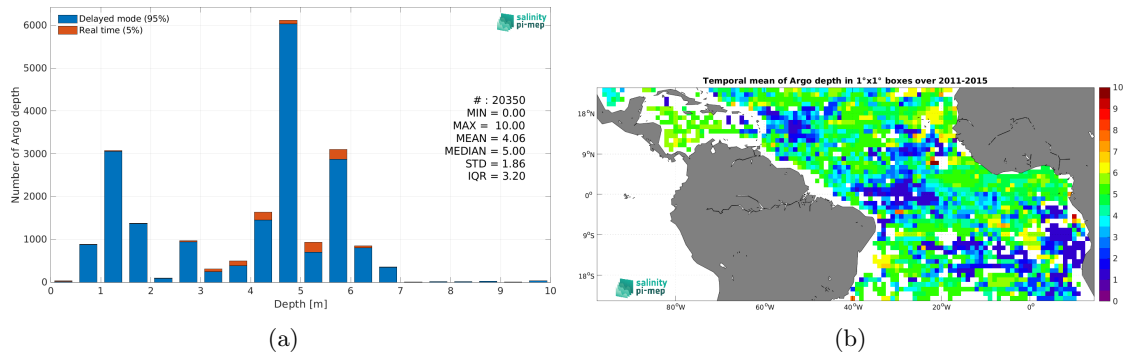 Delayed mode (95%)
Real time (5%)
salinity
pi-mep
6000
5000
4000
3000
2000
1000
0
Number of Argo depth
# : 20350
MIN = 0.00
MAX = 10.00
MEAN = 4.06
MEDIAN = 5.00
STD = 1.86
IQR = 3.20
0 1 2 3 4 5 6 7 8 9 10
Depth [m]
(a)
Temporal mean of Argo depth in 1°x1° boxes over 2011-2015
18°N
9°N
0°
9°S
18°S
80°W 60°W 40°W 20°W 0°
salinity
pi-mep
10
9
8
7
6
5
4
3
2
1
0
(b)